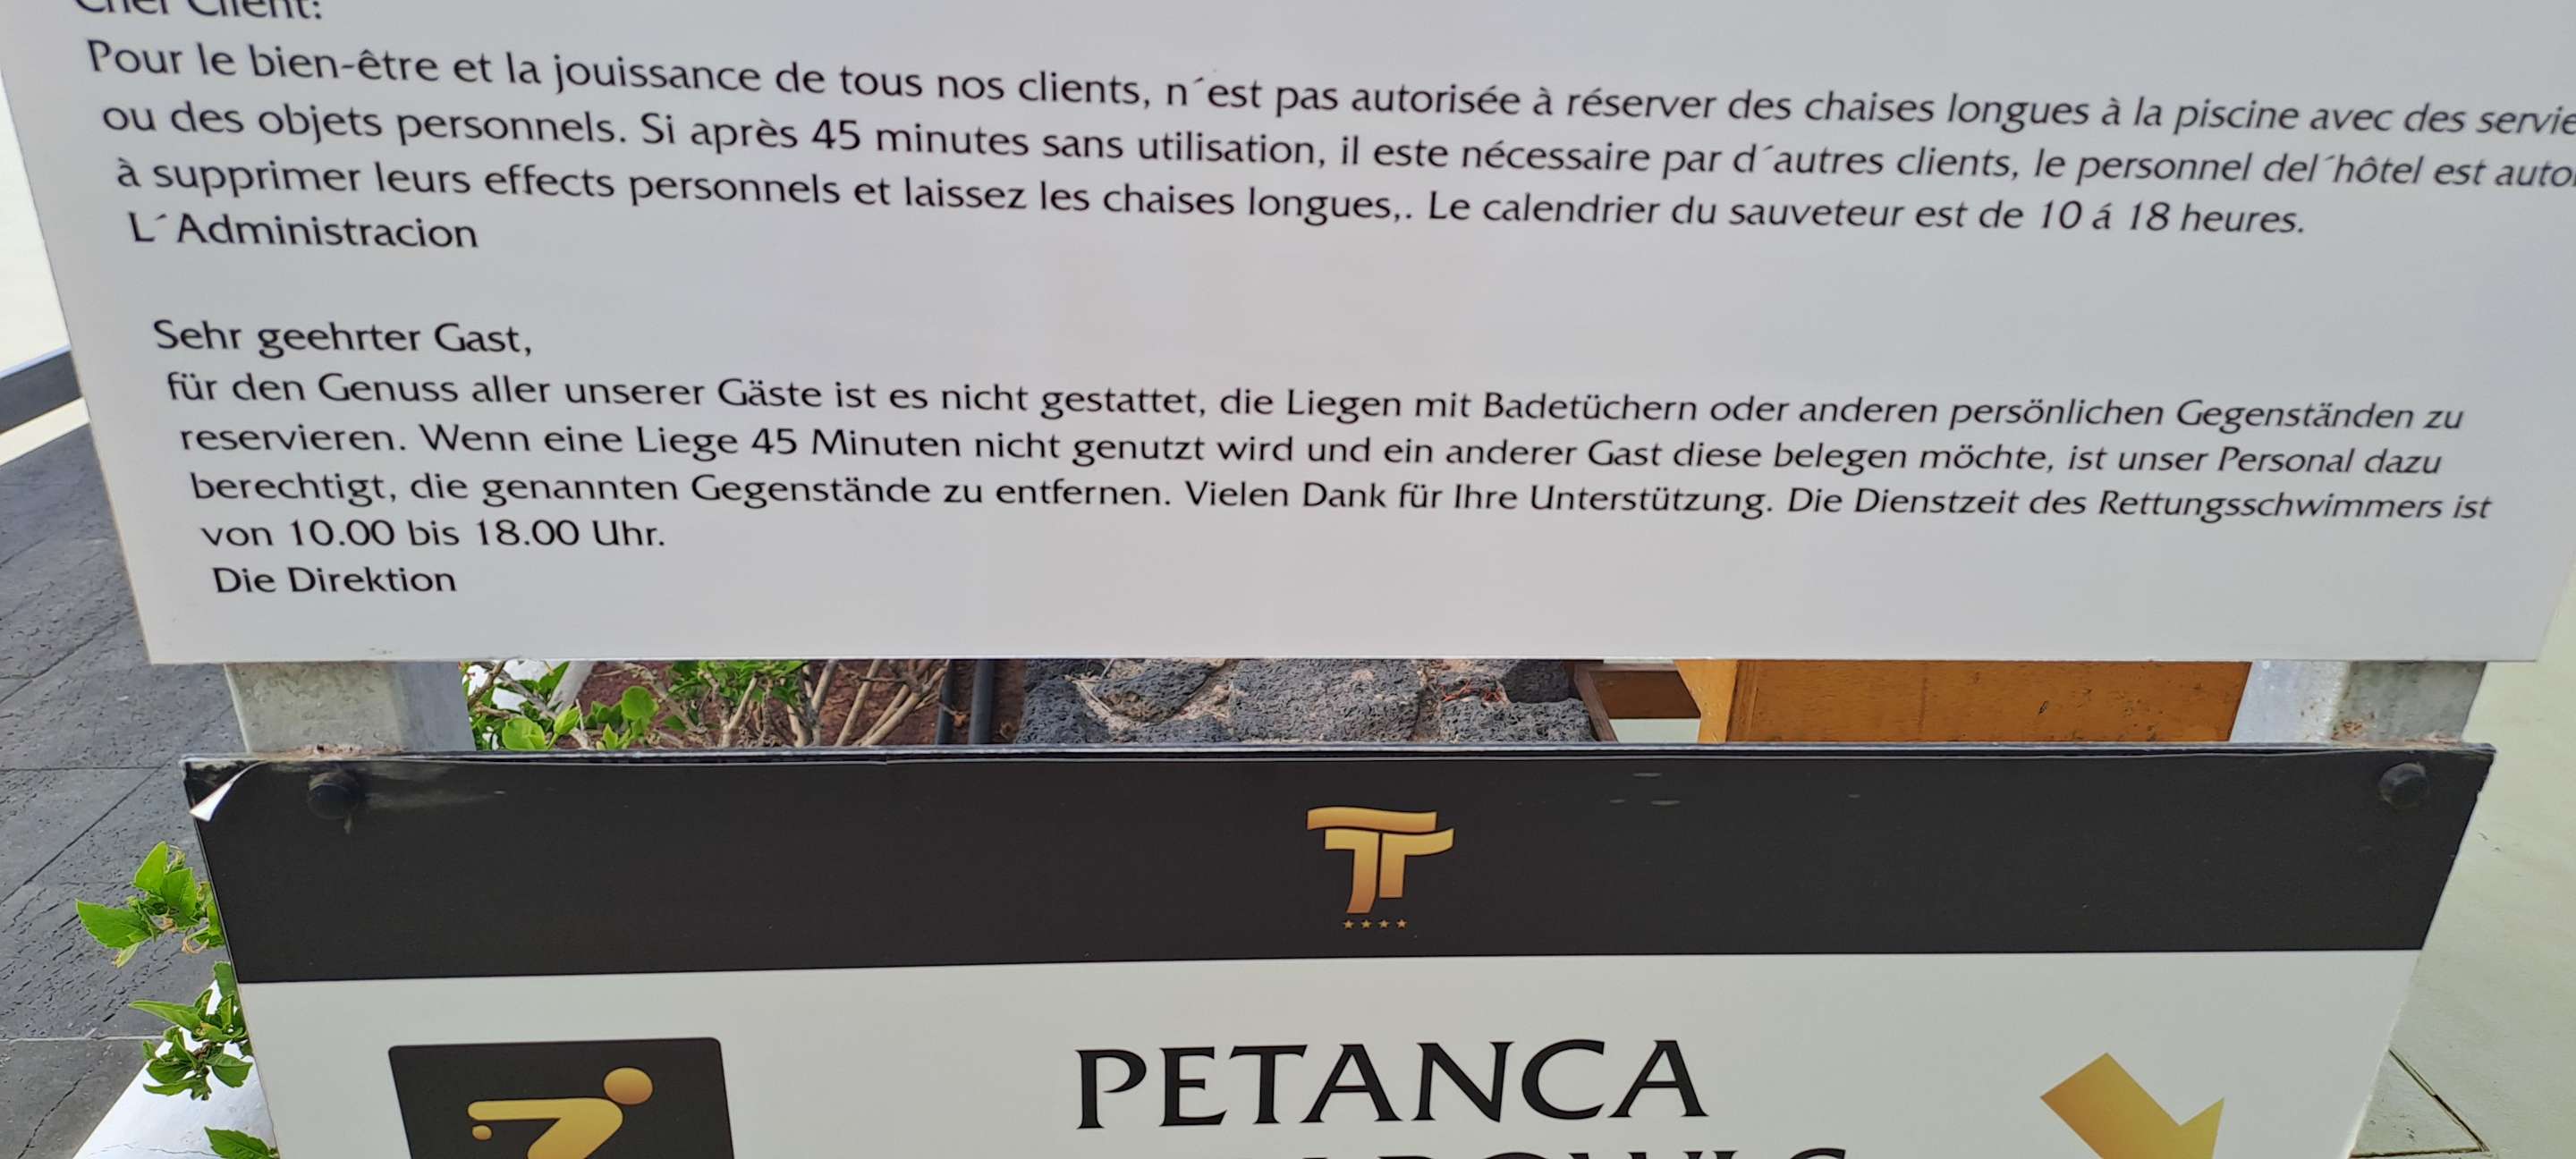 Cher Client:
Pour le bien-être et la jouissance de tous nos clients, n´est pas autorisée à réserver des chaises longues à la piscine avec des
ou des objets personnels. Si après 45 minutes sans utilisation, il este nécessaire par d´autres clients, le personnel del´hôtel est
à supprimer leurs effects personnels et laissez les chaises longues,. Le calendrier du sauveteur est de 10 á 18 heures.
L´Administracion
Sehr geehrter Gast,
für den Genuss aller unserer Gäste ist es nicht gestattet, die Liegen mit Badetüchern oder anderen persönlichen Gegenständen zu
reservieren. Wenn eine Liege 45 Minuten nicht genutzt wird und ein anderer Gast diese belegen möchte, ist unser Personal dazu
berechtigt, die genannten Gegenstände zu entfernen. Vielen Dank für Ihre Unterstützung. Die Dienstzeit des Rettungsschwimmers ist
von 10.00 bis 18.00 Uhr.
Die Direktion
PETANCA